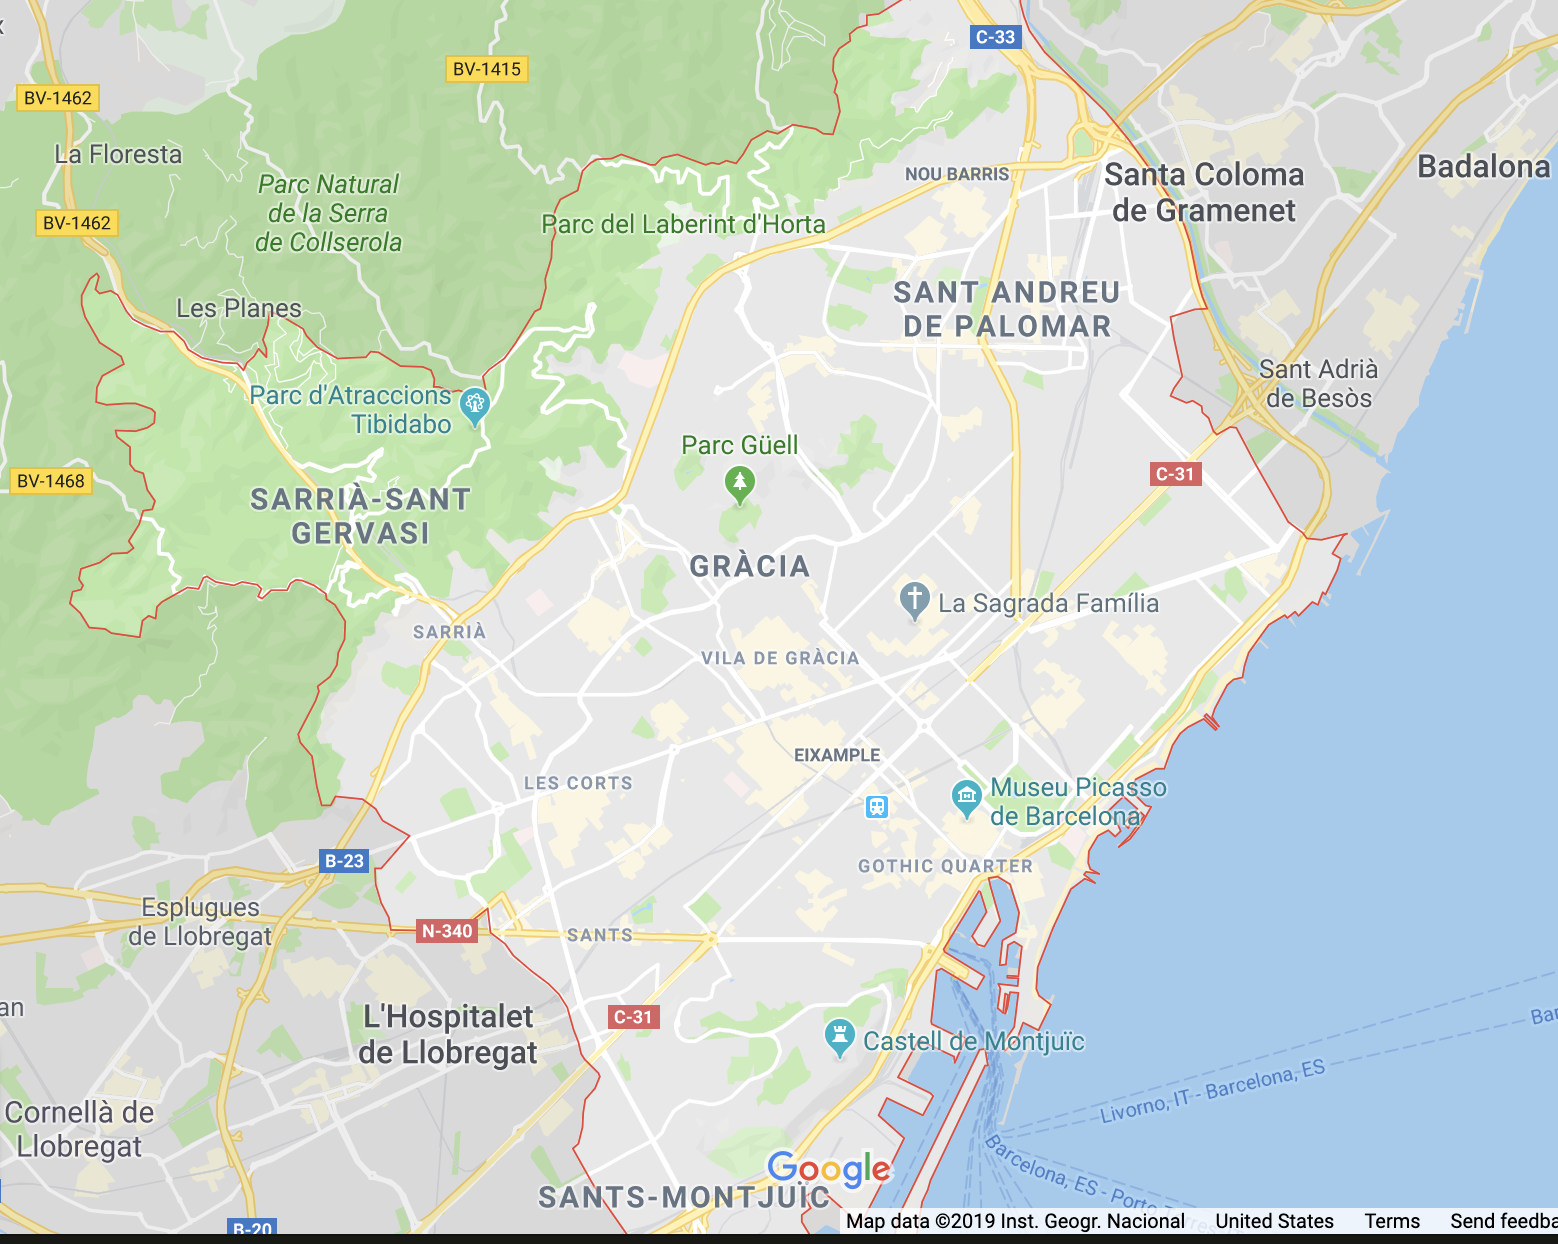 C-33
BV-1415
BV-1462
La Floresta
NOU BARRIS
Santa Coloma
de Gramenet
Badalona
Parc Natural
de la Serra
de Collserola
BV-1462
Parc del Laberint d'Horta
Les Planes
SANT ANDREU
DE PALOMAR
Sant Adrià
de Besòs
Parc d'Atraccions
Tibidabo
Parc Güell
BV-1468
C-31
SARRIÀ-SANT
GERVASI
GRÀCIA
La Sagrada Família
SARRIÀ
VILA DE GRÀCIA
EIXAMPLE
LES CORTS
Museu Picasso
de Barcelona
B-23
GOTHIC QUARTER
Esplugues
de Llobregat
N-340
SANTS
an
L'Hospitalet
de Llobregat
C-31
Castell de Montjuïc
Bar
Livorno, IT - Barcelona, ES
Cornellà de
Llobregat
Barcelona, ES - Porto Torres
Google
SANTS-MONTJUÏC
B-20
Map data ©2019 Inst. Geogr. Nacional United States Terms Send feedba